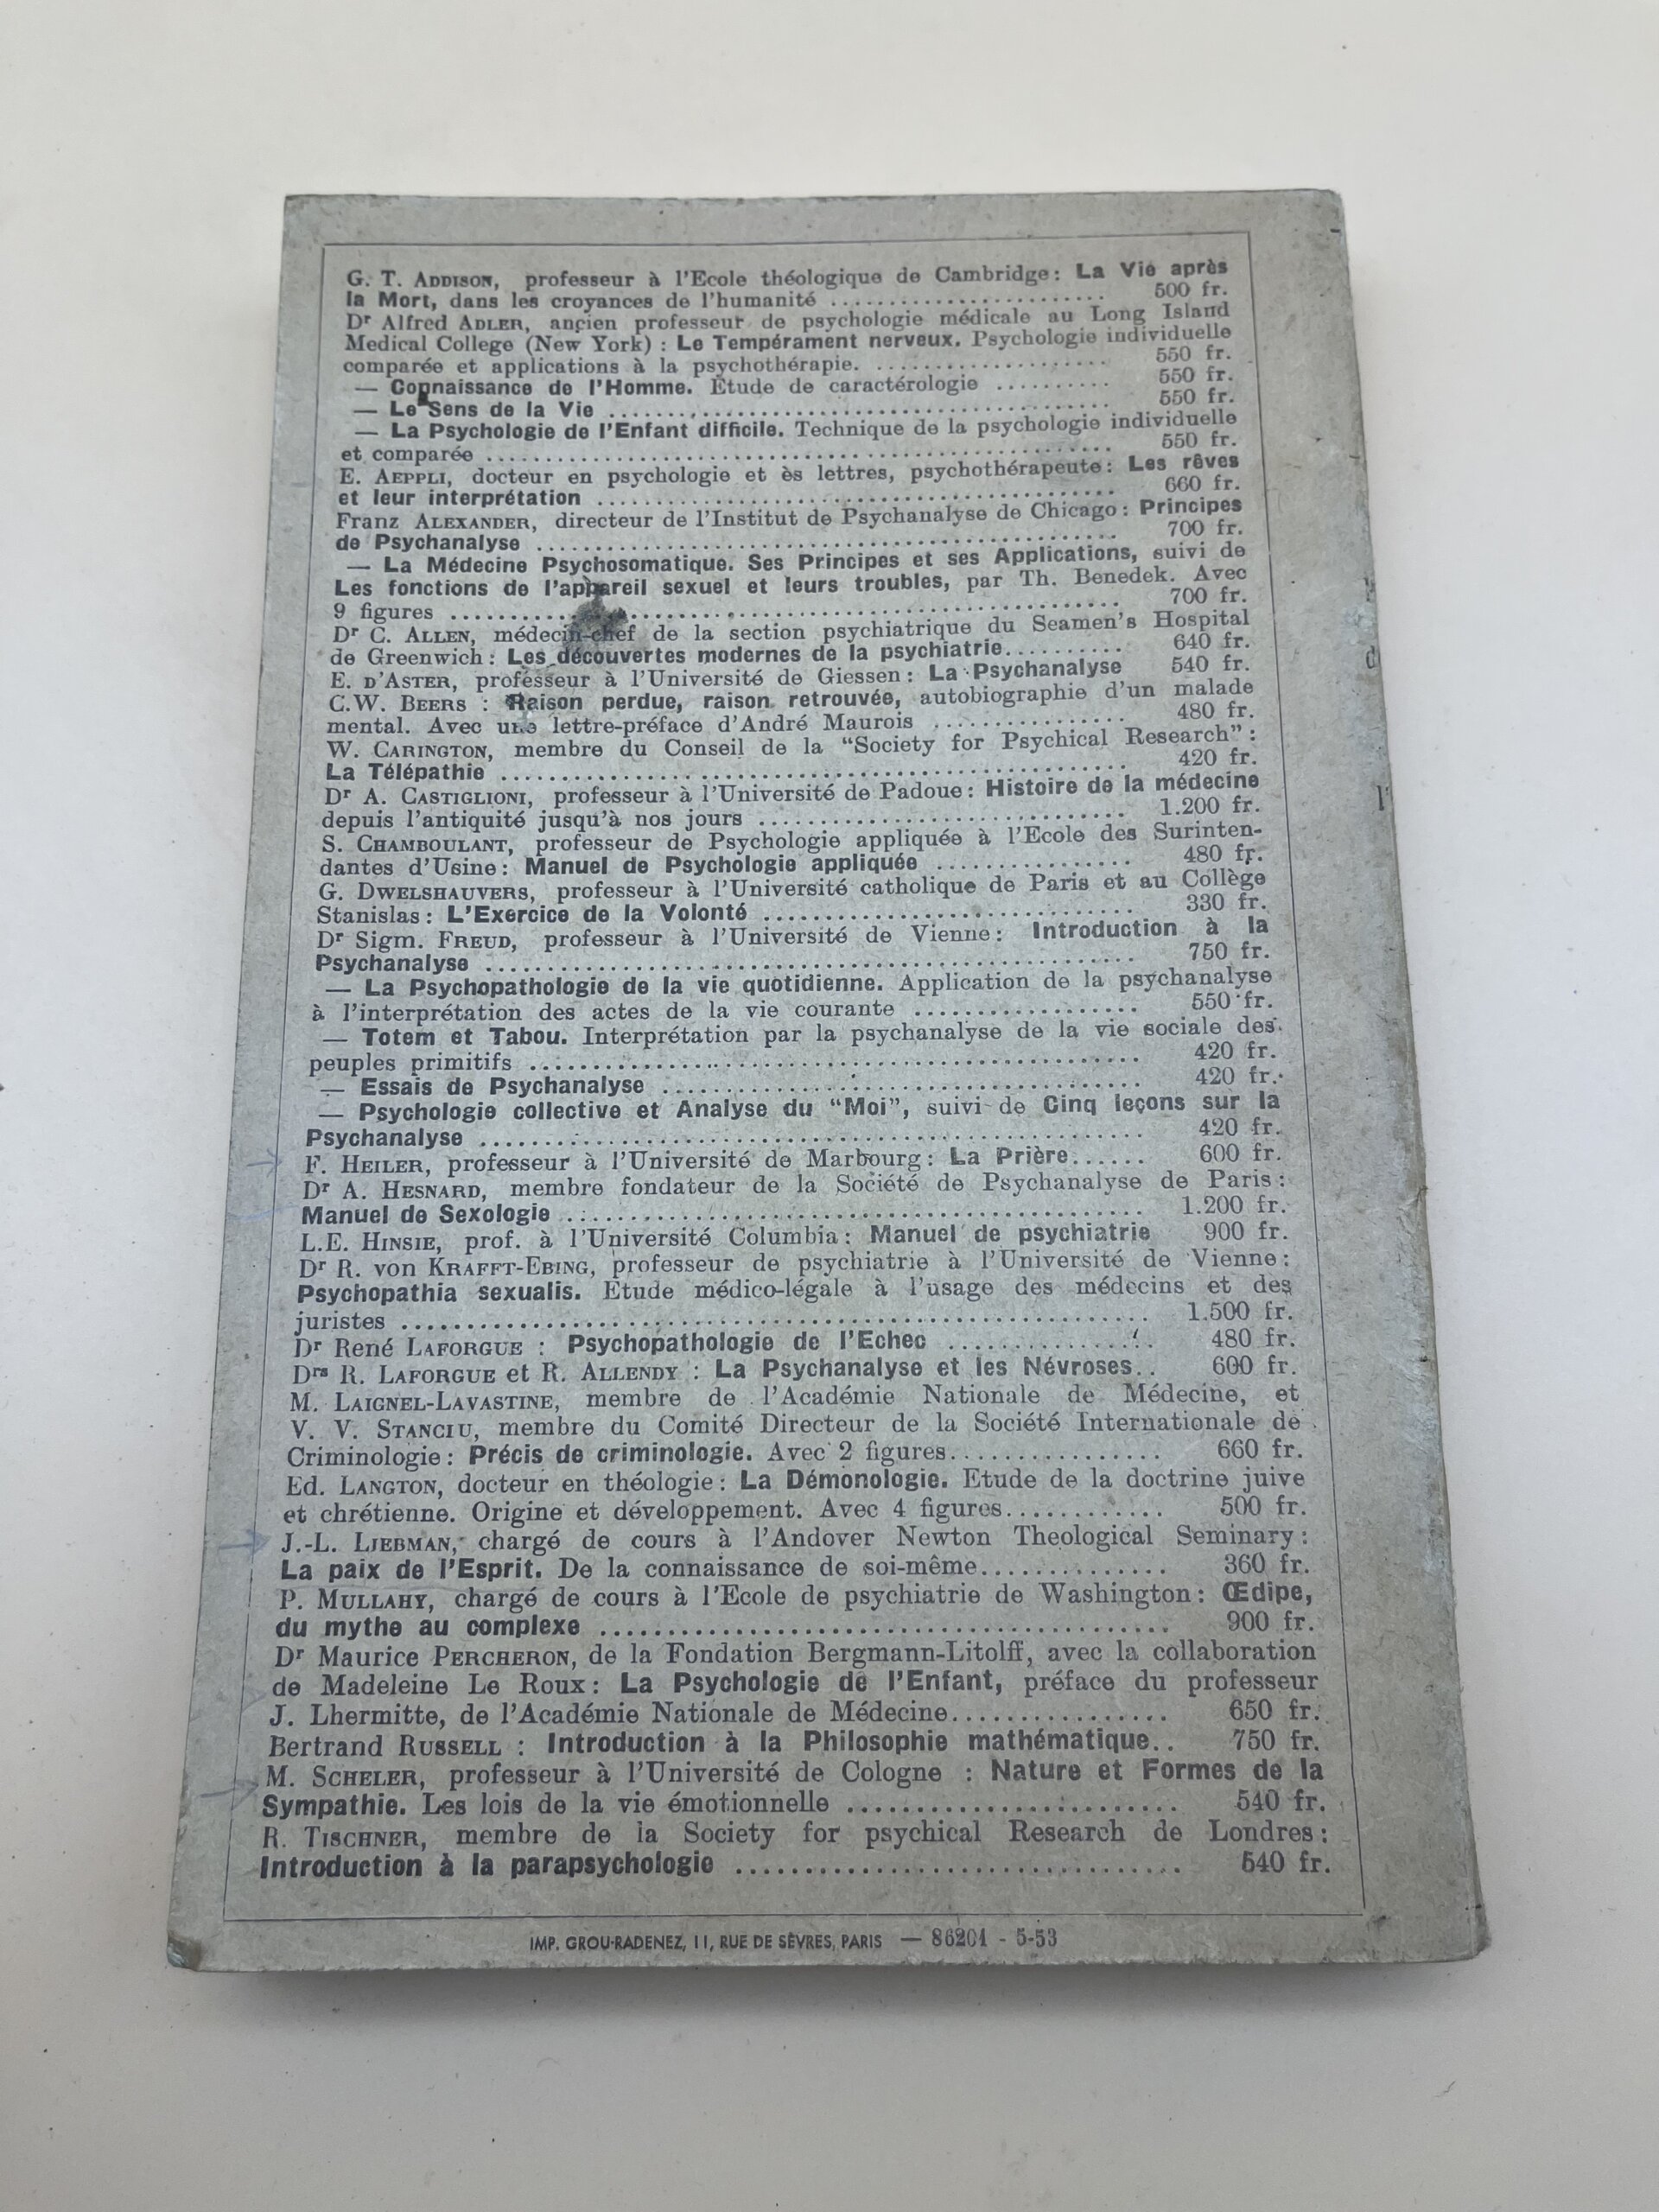 G. T. ADDISON, professeur à l'Ecole théologique de Cambridge: La Vie après
la Mort, dans les croyances de l'humanité ........................ 500 fr.
Dr Alfred ADLER, ancien professeur de psychologie médicale au Long Island
Medical College (New York) : Le Tempérament nerveux. Psychologie individuelle
comparée et applications à la psychothérapie. .................... 550 fr.
— Connaissance de l'Homme. Etude de caractérologie .......... 550 fr.
— Le Sens de la Vie ............................................ 550 fr.
— La Psychologie de l'Enfant difficile. Technique de la psychologie individuelle
et comparée .................................................... 550 fr.
E. AEPPLI, docteur en psychologie et ès lettres, psychothérapeute: Les rêves
et leur interprétation .......................................... 660 fr.
Franz ALEXANDER, directeur de l'Institut de Psychanalyse de Chicago: Principes
de Psychanalyse ................................................ 700 fr.
— La Médecine Psychosomatique. Ses Principes et ses Applications, suivi de
Les fonctions de l'appareil sexuel et leurs troubles, par Th. Benedek. Avec
9 figures ...................................................... 700 fr.
Dr C. ALLEN, médecin-chef de la section psychiatrique du Seamen's Hospital
de Greenwich: Les découvertes modernes de la psychiatrie.......... 640 fr.
E. D'ASTER, professeur à l'Université de Giessen: La Psychanalyse 540 fr.
C.W. BEERS : Raison perdue, raison retrouvée, autobiographie d'un malade
mental. Avec une lettre-préface d'André Maurois ................ 480 fr.
W. CARINGTON, membre du Conseil de la "Society for Psychical Research":
La Télépathie .................................................. 420 fr.
Dr A. CASTIGLIONI, professeur à l'Université de Padoue: Histoire de la médecine
depuis l'antiquité jusqu'à nos jours ............................ 1.200 fr.
S. CHAMBOULANT, professeur de Psychologie appliquée à l'Ecole des Surinten-
dantes d'Usine: Manuel de Psychologie appliquée ................ 480 fr.
G. DWELSHAUVERS, professeur à l'Université catholique de Paris et au Collège
Stanislas: L'Exercice de la Volonté ............................ 330 fr.
Dr Sigm. FREUD, professeur à l'Université de Vienne: Introduction à la
Psychanalyse .................................................. 750 fr.
— La Psychopathologie de la vie quotidienne. Application de la psychanalyse
à l'interprétation des actes de la vie courante .................. 550 fr.
— Totem et Tabou. Interprétation par la psychanalyse de la vie sociale des
peuples primitifs .............................................. 420 fr.
— Essais de Psychanalyse ...................................... 420 fr.
— Psychologie collective et Analyse du "Moi", suivi de Cinq leçons sur la
Psychanalyse .................................................. 420 fr.
F. HEILER, professeur à l'Université de Marbourg: La Prière...... 600 fr.
Dr A. HESNARD, membre fondateur de la Société de Psychanalyse de Paris:
Manuel de Sexologie ............................................ 1.200 fr.
L.E. HINSIE, prof. à l'Université Columbia: Manuel de psychiatrie 900 fr.
Dr R. von KRAFFT-EBING, professeur de psychiatrie à l'Université de Vienne:
Psychopathia sexualis. Etude médico-légale à l'usage des médecins et des
juristes ...................................................... 1.500 fr.
Dr René LAFORGUE : Psychopathologie de l'Echec ................ 480 fr.
Drs R. LAFORGUE et R. ALLENDY : La Psychanalyse et les Névroses.. 600 fr.
M. LAIGNEL-LAVASTINE, membre de l'Académie Nationale de Médecine, et
V. V. STANCIU, membre du Comité Directeur de la Société Internationale de
Criminologie: Précis de criminologie. Avec 2 figures................ 660 fr.
Ed. LANGTON, docteur en théologie: La Démonologie. Etude de la doctrine juive
et chrétienne. Origine et développement. Avec 4 figures............ 500 fr.
J.-L. LIEBMAN, chargé de cours à l'Andover Newton Theological Seminary:
La paix de l'Esprit. De la connaissance de soi-même.............. 360 fr.
P. MULLAHY, chargé de cours à l'Ecole de psychiatrie de Washington: Œdipe,
du mythe au complexe ........................................ 900 fr.
Dr Maurice PERCHERON, de la Fondation Bergmann-Litolff, avec la collaboration
de Madeleine Le Roux: La Psychologie de l'Enfant, préface du professeur
J. Lhermitte, de l'Académie Nationale de Médecine................ 650 fr.
Bertrand RUSSELL : Introduction à la Philosophie mathématique.. 750 fr.
M. SCHELER, professeur à l'Université de Cologne : Nature et Formes de la
Sympathie. Les lois de la vie émotionnelle ........................ 540 fr.
R. TISCHNER, membre de la Society for psychical Research de Londres:
Introduction à la parapsychologie ................................ 540 fr.
IMP. GROU-RADENEZ, 11, RUE DE SÈVRES, PARIS — 86201 - 5-53